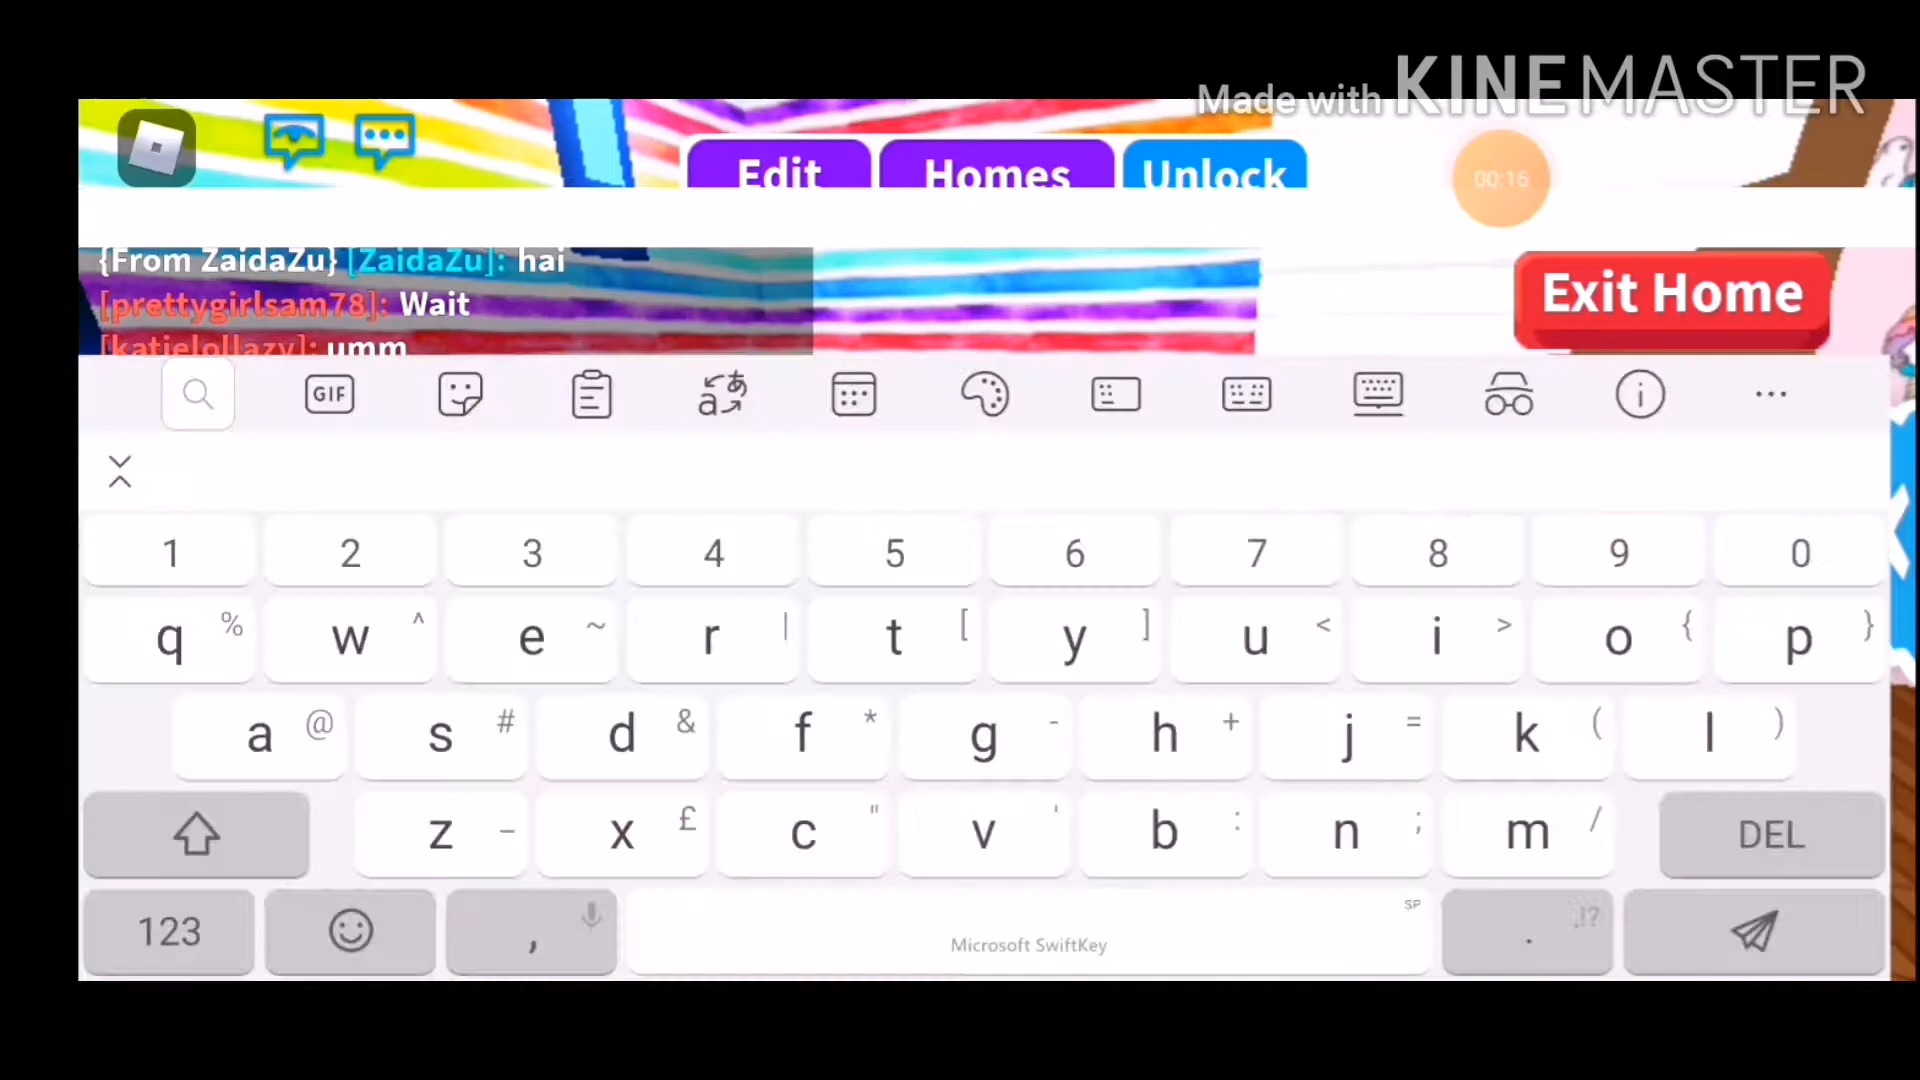 Made with KINEMASTER
Edit Homes Unlock
00:15
{From ZaidaZu} [ZaidaZu]: hai
[prettygirlsam78]: Wait
[katielollazy]: umm
Exit Home
GIF
1 2 3 4 5 6 7 8 9 0
q % w ^ e ~ r | t [ y ] u < i > o { p }
a @ s # d & f * g - h + j = k ( l )
z _ x £ c " v ' b : n ; m / DEL
123 , Microsoft SwiftKey SP . ,!?